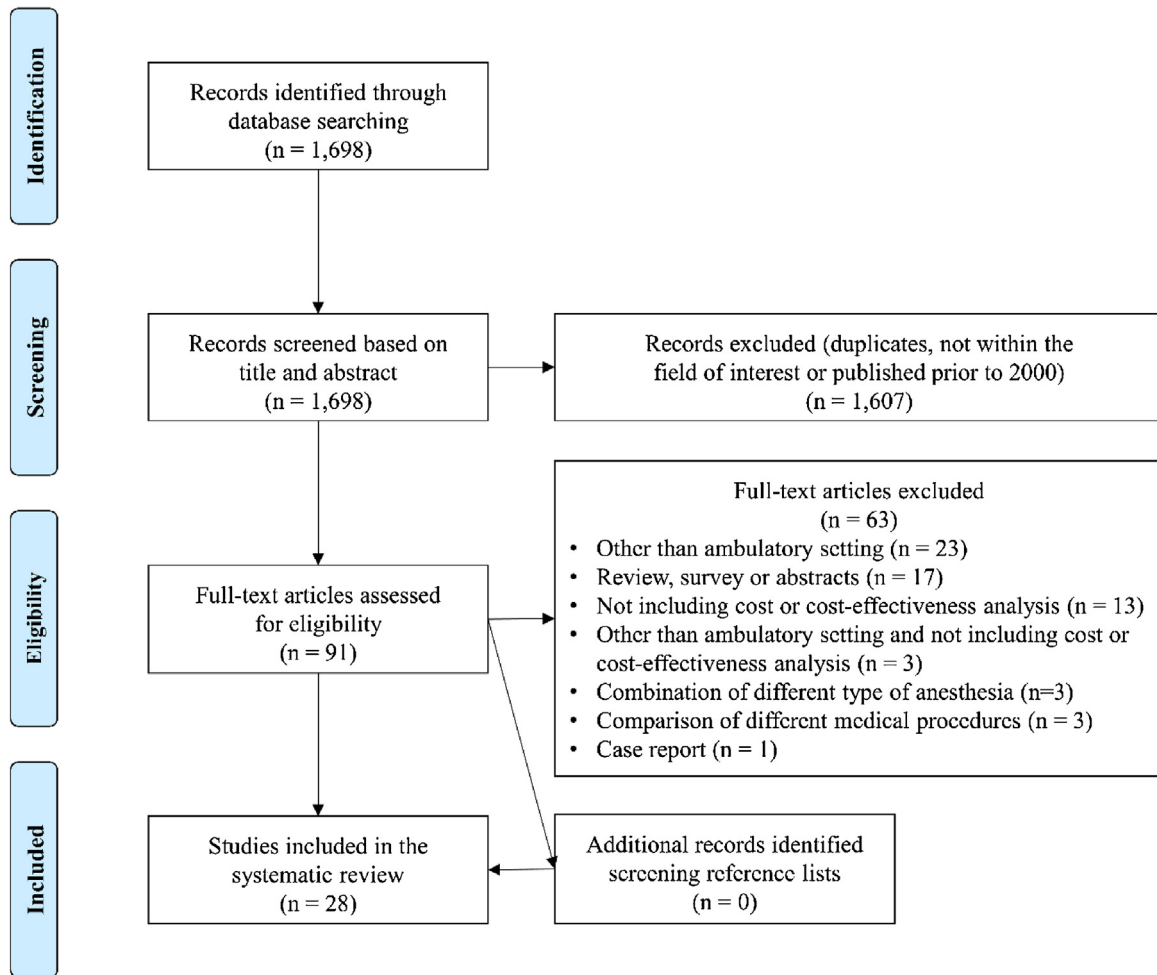 Identification
Records identified through
database searching
(n = 1,698)
Screening
Records screened based on
title and abstract
(n = 1,698)
Records excluded (duplicates, not within the
field of interest or published prior to 2000)
(n = 1,607)
Eligibility
Full-text articles assessed
for eligibility
(n = 91)
Full-text articles excluded
(n = 63)
• Other than ambulatory setting (n = 23)
• Review, survey or abstracts (n = 17)
• Not including cost or cost-effectiveness analysis (n = 13)
• Other than ambulatory setting and not including cost or
cost-effectiveness analysis (n = 3)
• Combination of different type of anesthesia (n=3)
• Comparison of different medical procedures (n = 3)
• Case report (n = 1)
Included
Studies included in the
systematic review
(n = 28)
Additional records identified
screening reference lists
(n = 0)